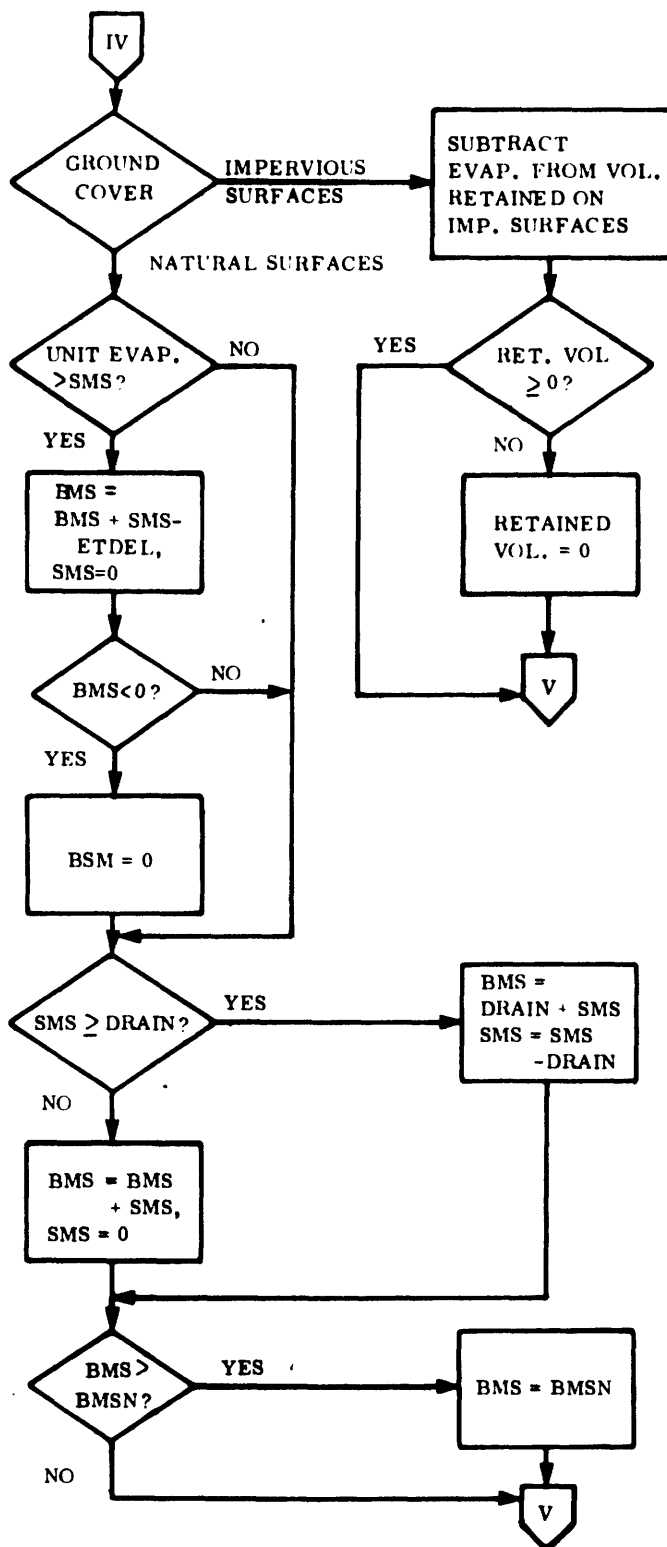 IV
GROUND
COVER
IMPERVIOUS
SURFACES
SUBTRACT
EVAP. FROM VOL.
RETAINED ON
IMP. SURFACES
NATURAL SURFACES
UNIT EVAP.
>SMS?
NO
YES
RET. VOL
≥ 0?
YES
NO
BMS =
BMS + SMS-
ETDEL,
SMS=0
RETAINED
VOL. = 0
BMS<0?
NO
V
YES
BSM = 0
SMS ≥ DRAIN?
YES
BMS =
DRAIN + SMS
SMS = SMS
-DRAIN
NO
BMS = BMS
+ SMS,
SMS = 0
BMS>
BMSN?
YES
BMS = BMSN
NO
V